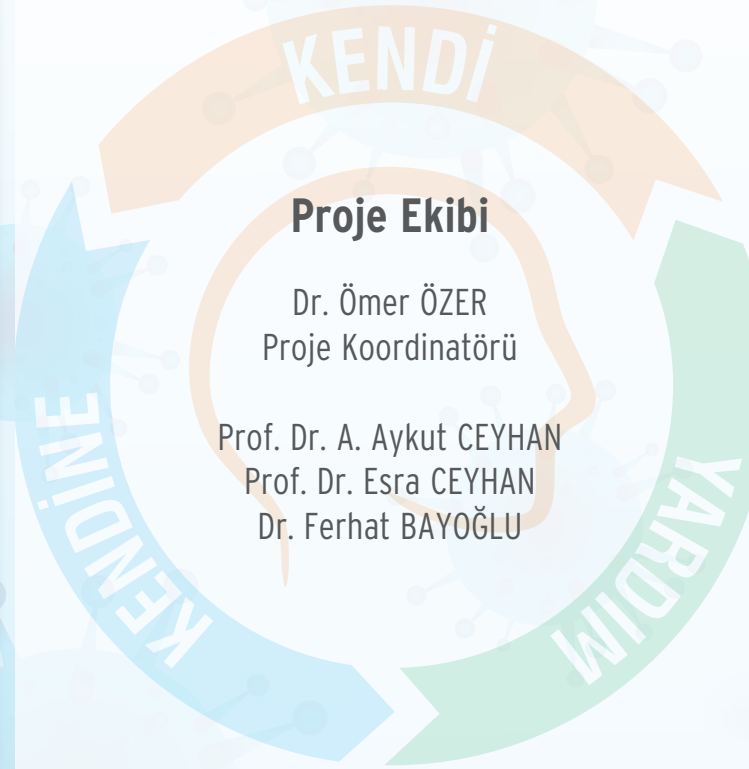 KENDİ
Proje Ekibi
Dr. Ömer ÖZER
Proje Koordinatörü
Prof. Dr. A. Aykut CEYHAN
Prof. Dr. Esra CEYHAN
Dr. Ferhat BAYOĞLU
KENDİNE
YARDIM